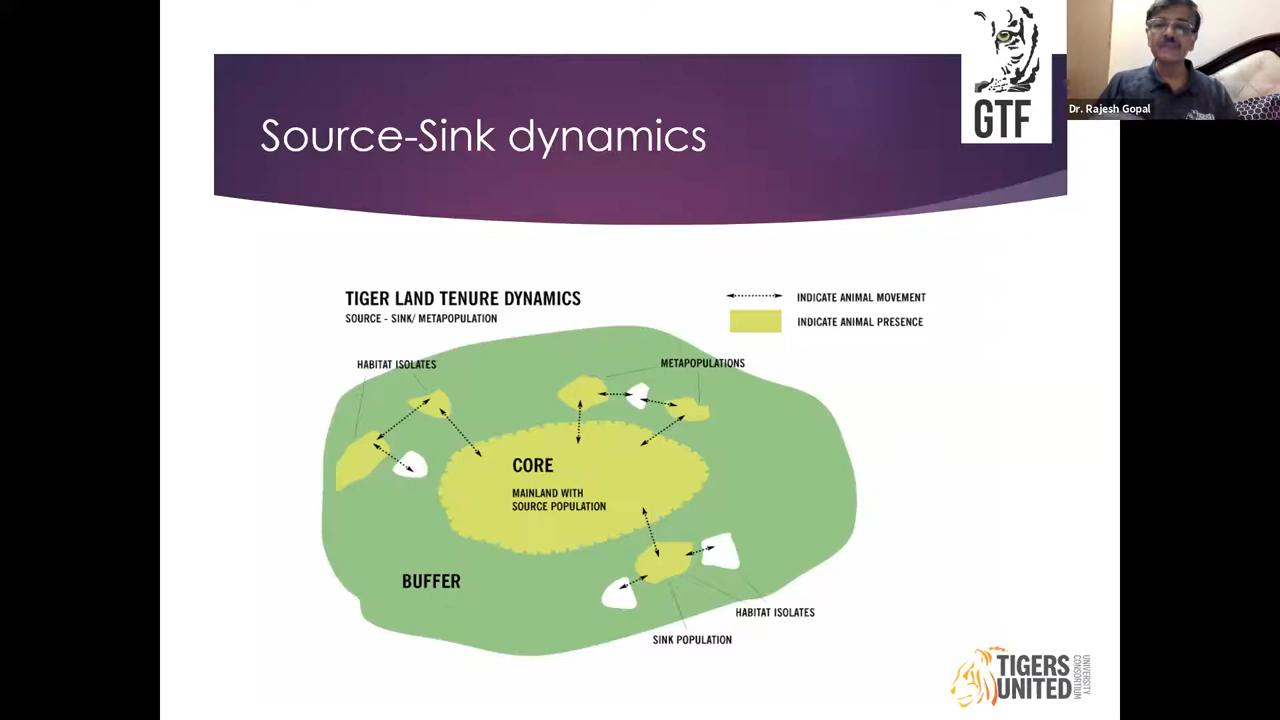 GTF
Dr. Rajesh Gopal
Source-Sink dynamics
TIGER LAND TENURE DYNAMICS
SOURCE - SINK/ METAPOPULATION
INDICATE ANIMAL MOVEMENT
INDICATE ANIMAL PRESENCE
HABITAT ISOLATES
METAPOPULATIONS
CORE
MAINLAND WITH
SOURCE POPULATION
BUFFER
HABITAT ISOLATES
SINK POPULATION
TIGERS
UNITED
UNIVERSITY
CONSORTIUM